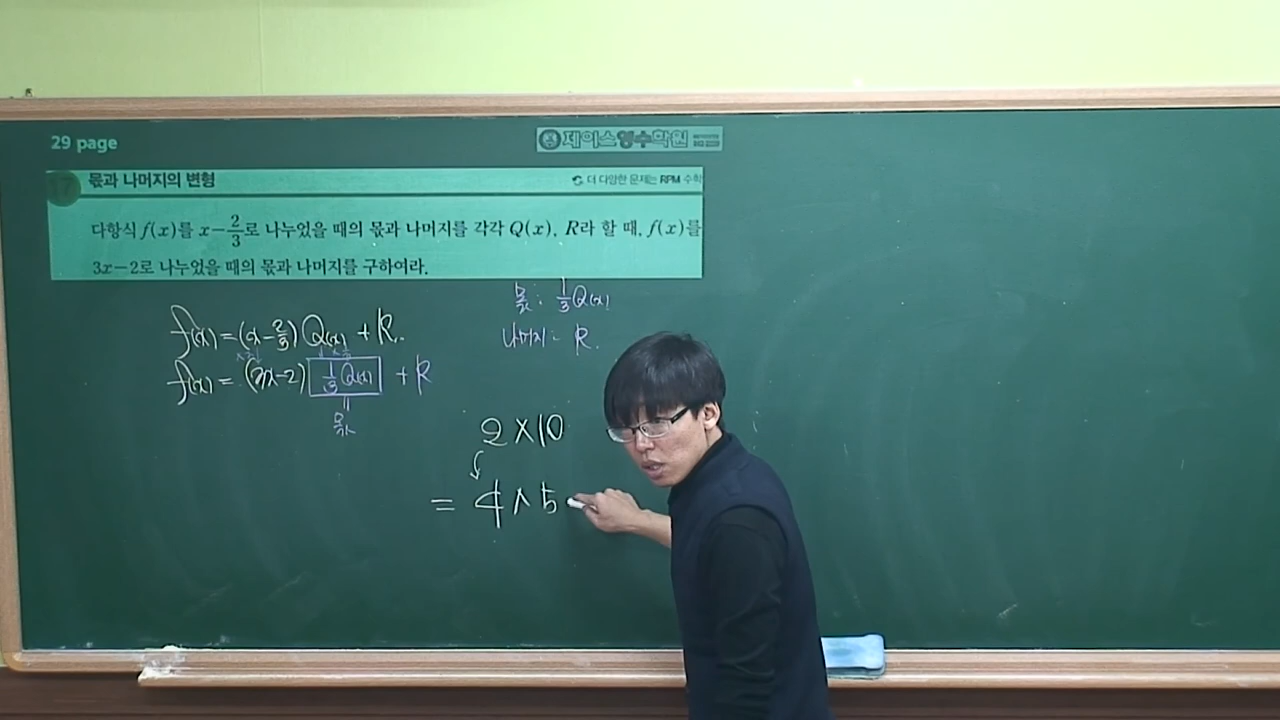 29 page
제이스영수학원
17 몫과 나머지의 변형
더 다양한 문제는 RPM 수학
다항식 f(x)를 x-2/3로 나누었을 때의 몫과 나머지를 각각 Q(x), R라 할 때, f(x)를
3x-2로 나누었을 때의 몫과 나머지를 구하여라.
몫: 1/3 Q(x)
나머지: R.
f(x)=(x-2/3)Q(x)+R.
f(x)=(3x-2) 1/3 Q(x) +R
몫
2×10
=4×5